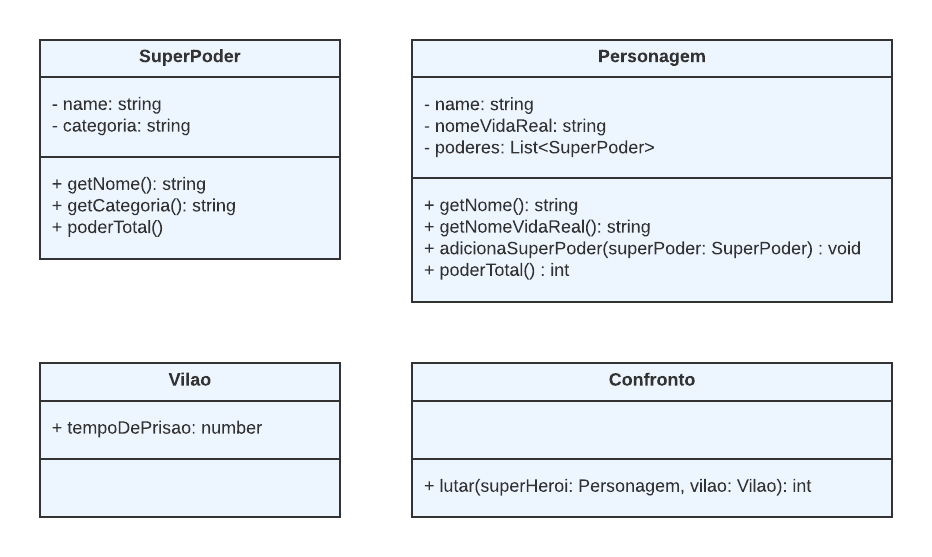 SuperPoder
- name: string
- categoria: string
+ getNome(): string
+ getCategoria(): string
+ poderTotal()
Personagem
- name: string
- nomeVidaReal: string
- poderes: List<SuperPoder>
+ getNome(): string
+ getNomeVidaReal(): string
+ adicionaSuperPoder(superPoder: SuperPoder) : void
+ poderTotal() : int
Vilao
+ tempoDePrisao: number
Confronto
+ lutar(superHeroi: Personagem, vilao: Vilao): int